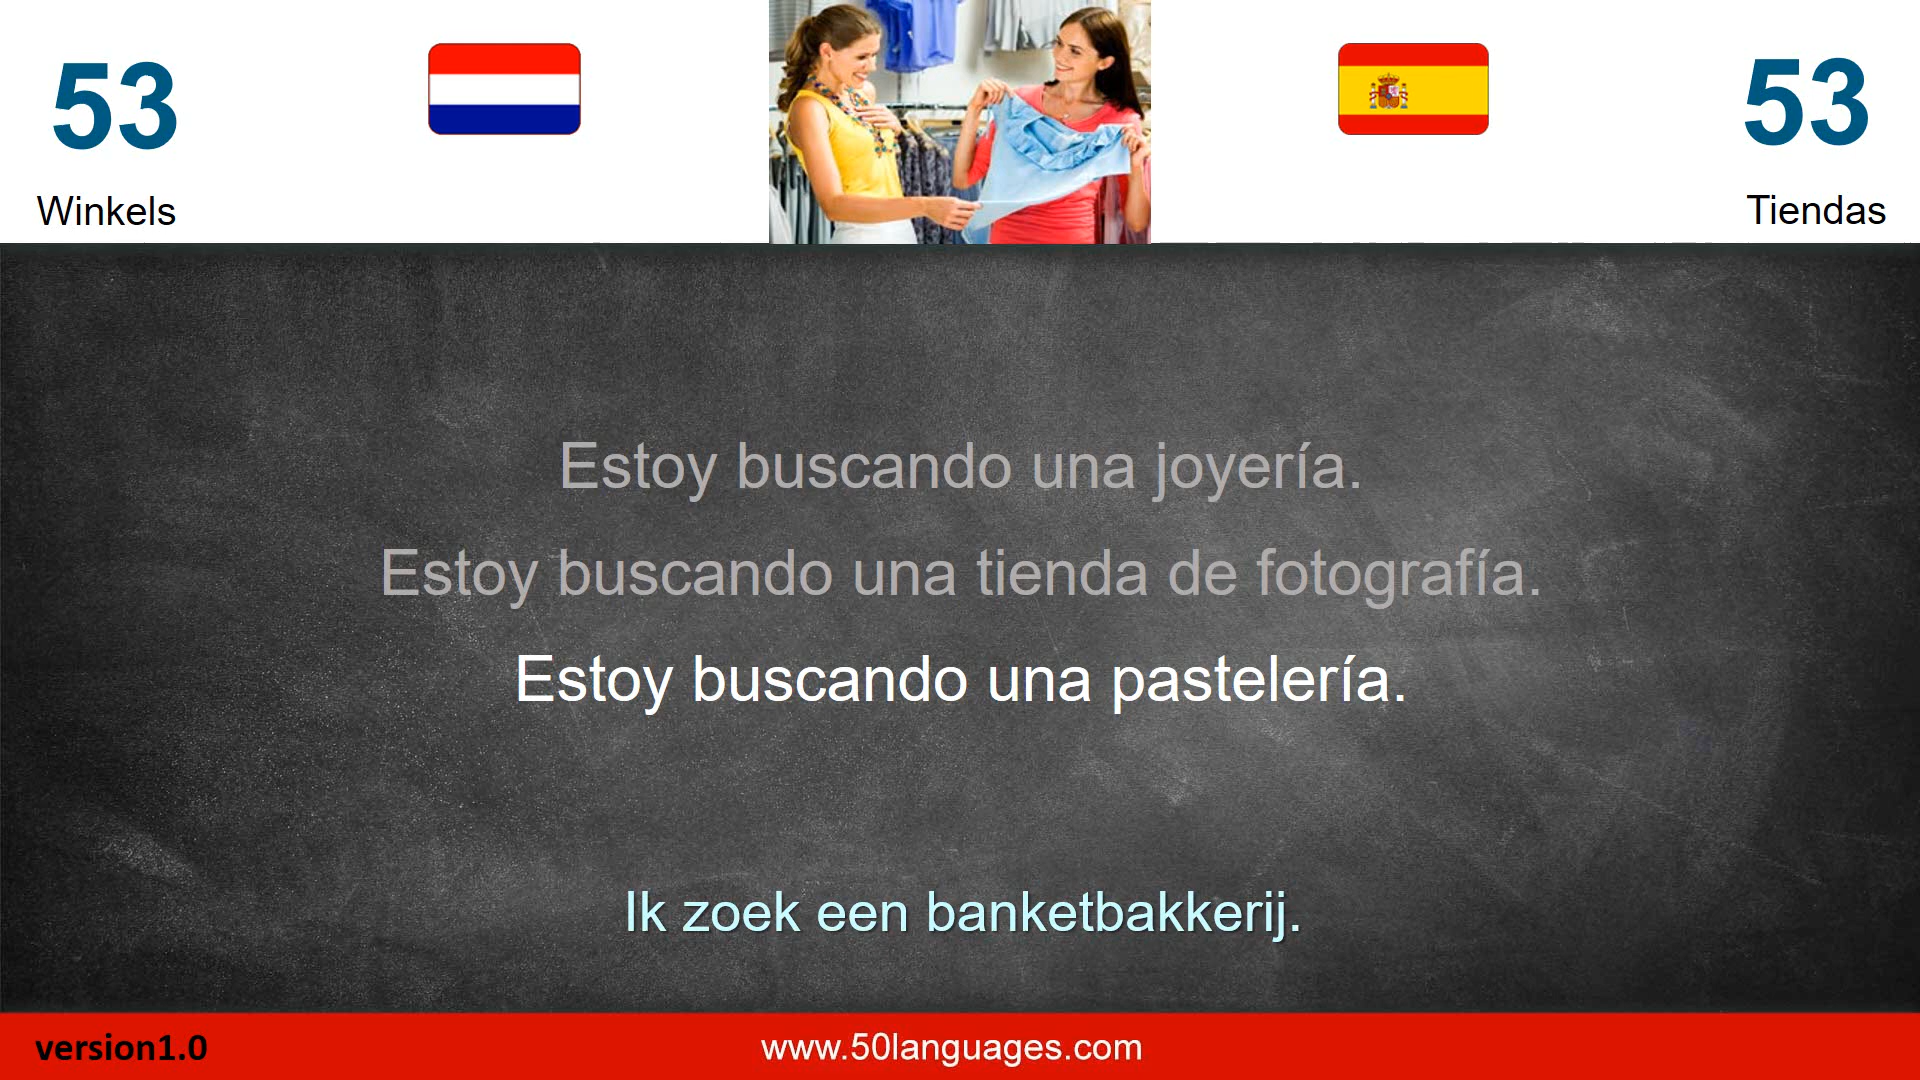 53
53
Winkels
Tiendas
Estoy buscando una joyería.
Estoy buscando una tienda de fotografía.
Estoy buscando una pastelería.
Ik zoek een banketbakkerij.
version1.0
www.50languages.com